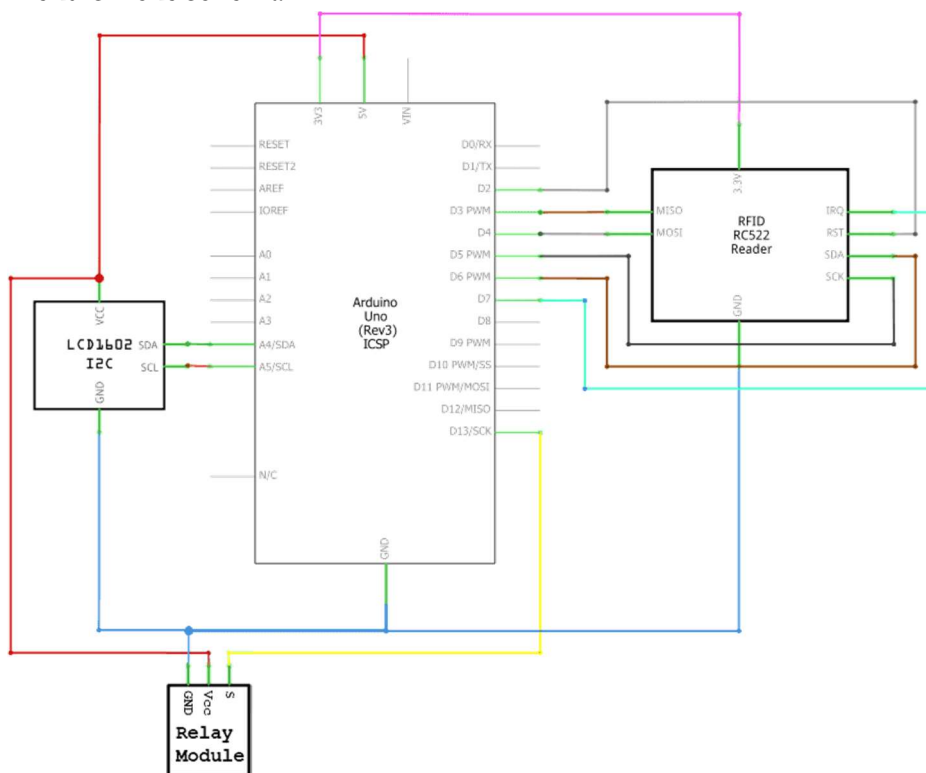 3V3
5V
VIN
RESET
RESET2
AREF
IOREF
A0
A1
A2
A3
A4/SDA
A5/SCL
N/C
Arduino
Uno
(Rev3)
ICSP
D0/RX
D1/TX
D2
D3 PWM
D4
D5 PWM
D6 PWM
D7
D8
D9 PWM
D10 PWM/SS
D11 PWM/MOSI
D12/MISO
D13/SCK
GND
3.3V
MISO
MOSI
RFID
RC522
Reader
IRQ
RST
SDA
SCK
GND
VCC
LCD1602
I2C
SDA
SCL
GND
GND
Vcc
S
Relay
Module